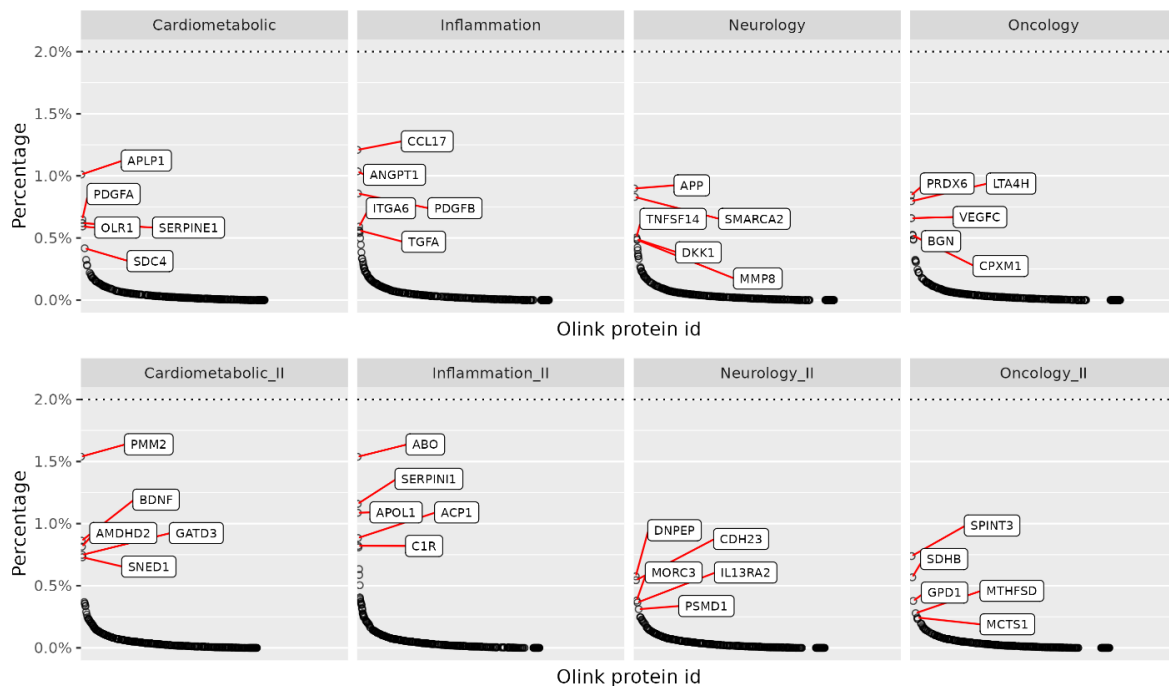 Cardiometabolic Inflammation Neurology Oncology
2.0%
1.5%
1.0%
0.5%
0.0%
Percentage
APLP1
PDGFA
OLR1 SERPINE1
SDC4
CCL17
ANGPT1
ITGA6 PDGFB
TGFA
APP
TNFSF14 SMARCA2
DKK1
MMP8
PRDX6 LTA4H
VEGFC
BGN
CPXM1
Olink protein id
Cardiometabolic_II Inflammation_II Neurology_II Oncology_II
2.0%
1.5%
1.0%
0.5%
0.0%
Percentage
PMM2
BDNF
AMDHD2 GATD3
SNED1
ABO
SERPINI1
APOL1 ACP1
C1R
DNPEP
CDH23
MORC3 IL13RA2
PSMD1
SPINT3
SDHB
GPD1 MTHFSD
MCTS1
Olink protein id